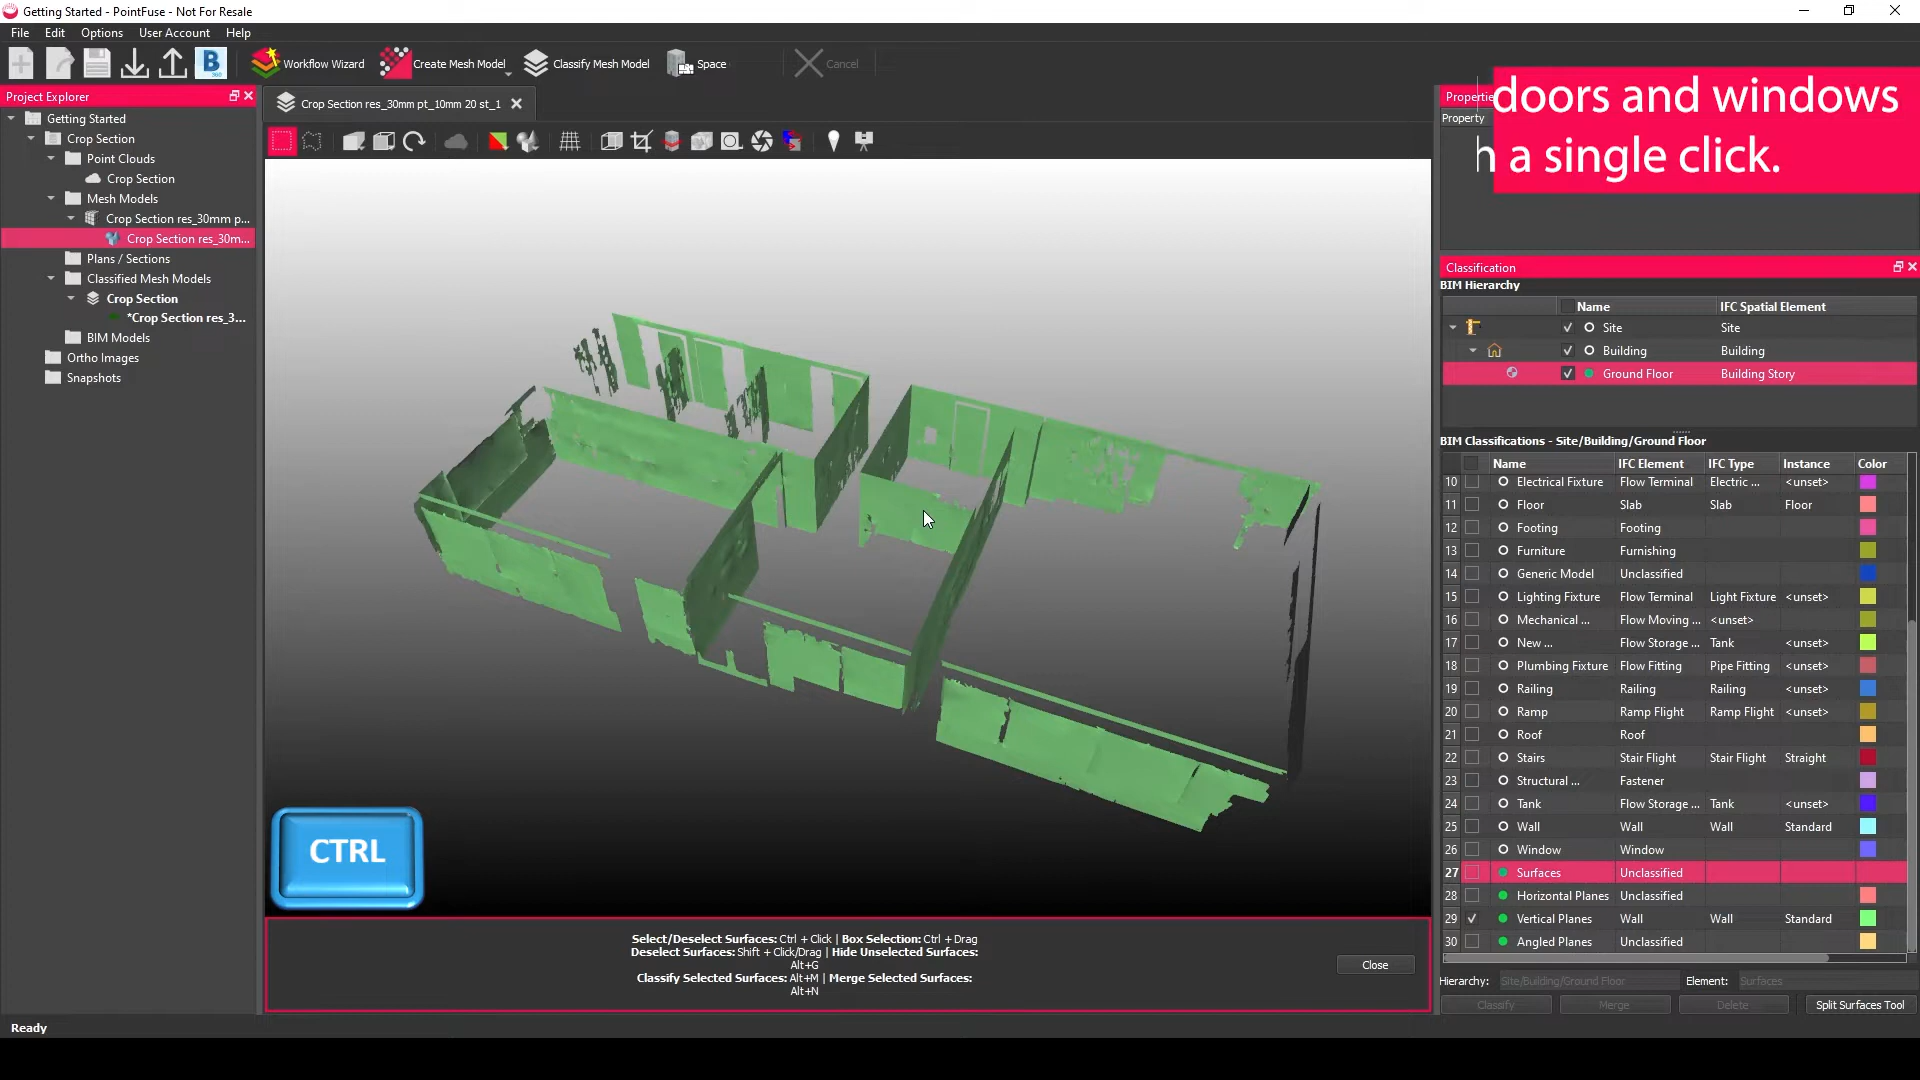 Getting Started - PointFuse - Not For Resale
File Edit Options User Account Help
Workflow Wizard Create Mesh Model Classify Mesh Model Space Cancel
B
360
Project Explorer
Getting Started
Crop Section
Point Clouds
Crop Section
Mesh Models
Crop Section res_30mm p...
Crop Section res_30m...
Plans / Sections
Classified Mesh Models
Crop Section
*Crop Section res_3...
BIM Models
Ortho Images
Snapshots
Crop Section res_30mm pt_10mm 20 st_1
doors and windows
h a single click.
Property
Classification
BIM Hierarchy
Name IFC Spatial Element
Site Site
Building Building
Ground Floor Building Story
BIM Classifications - Site/Building/Ground Floor
Name IFC Element IFC Type Instance Color
10 Electrical Fixture Flow Terminal Electric ... <unset>
11 Floor Slab Slab Floor
12 Footing Footing
13 Furniture Furnishing
14 Generic Model Unclassified
15 Lighting Fixture Flow Terminal Light Fixture <unset>
16 Mechanical ... Flow Moving ... <unset>
17 New ... Flow Storage ... Tank <unset>
18 Plumbing Fixture Flow Fitting Pipe Fitting <unset>
19 Railing Railing Railing <unset>
20 Ramp Ramp Flight Ramp Flight <unset>
21 Roof Roof
22 Stairs Stair Flight Stair Flight Straight
23 Structural ... Fastener
24 Tank Flow Storage ... Tank <unset>
25 Wall Wall Wall Standard
26 Window Window
27 Surfaces Unclassified
28 Horizontal Planes Unclassified
29 Vertical Planes Wall Wall Standard
30 Angled Planes Unclassified
Hierarchy: Site/Building/Ground Floor Element: Surfaces
Classify Merge Delete Split Surfaces Tool
CTRL
Select/Deselect Surfaces: Ctrl + Click | Box Selection: Ctrl + Drag
Deselect Surfaces: Shift + Click/Drag | Hide Unselected Surfaces:
Alt+G
Classify Selected Surfaces: Alt+M | Merge Selected Surfaces:
Alt+N
Close
Ready